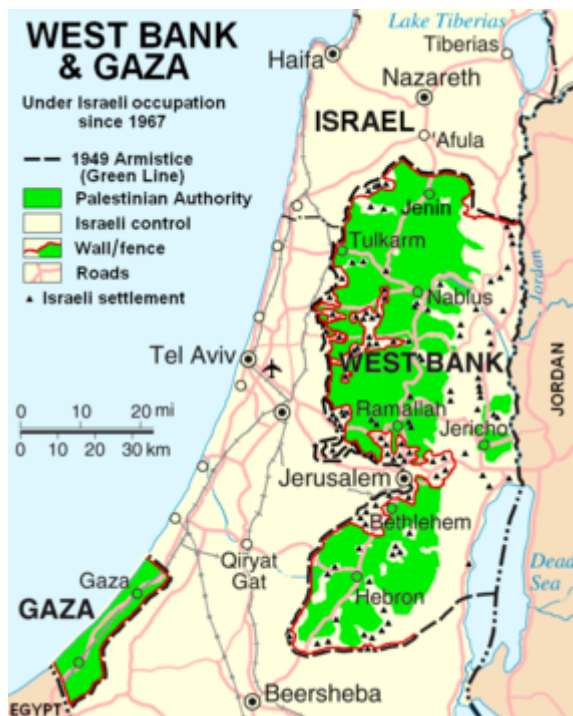 WEST BANK
& GAZA
Under Israeli occupation
since 1967
1949 Armistice
(Green Line)
Palestinian Authority
Israeli control
Wall/fence
Roads
Israeli settlement
Lake Tiberias
Tiberias
Haifa
Nazareth
ISRAEL
'Afula
Jenin
Tulkarm
Nablus
Jordan
Tel Aviv
WEST BANK
JORDAN
0 10 20 mi
0 10 20 30 km
Ramallah
Jericho
Jerusalem
Bethlehem
Qiryat
Gat
Gaza
GAZA
Hebron
Dead
Sea
Beersheba
EGYPT